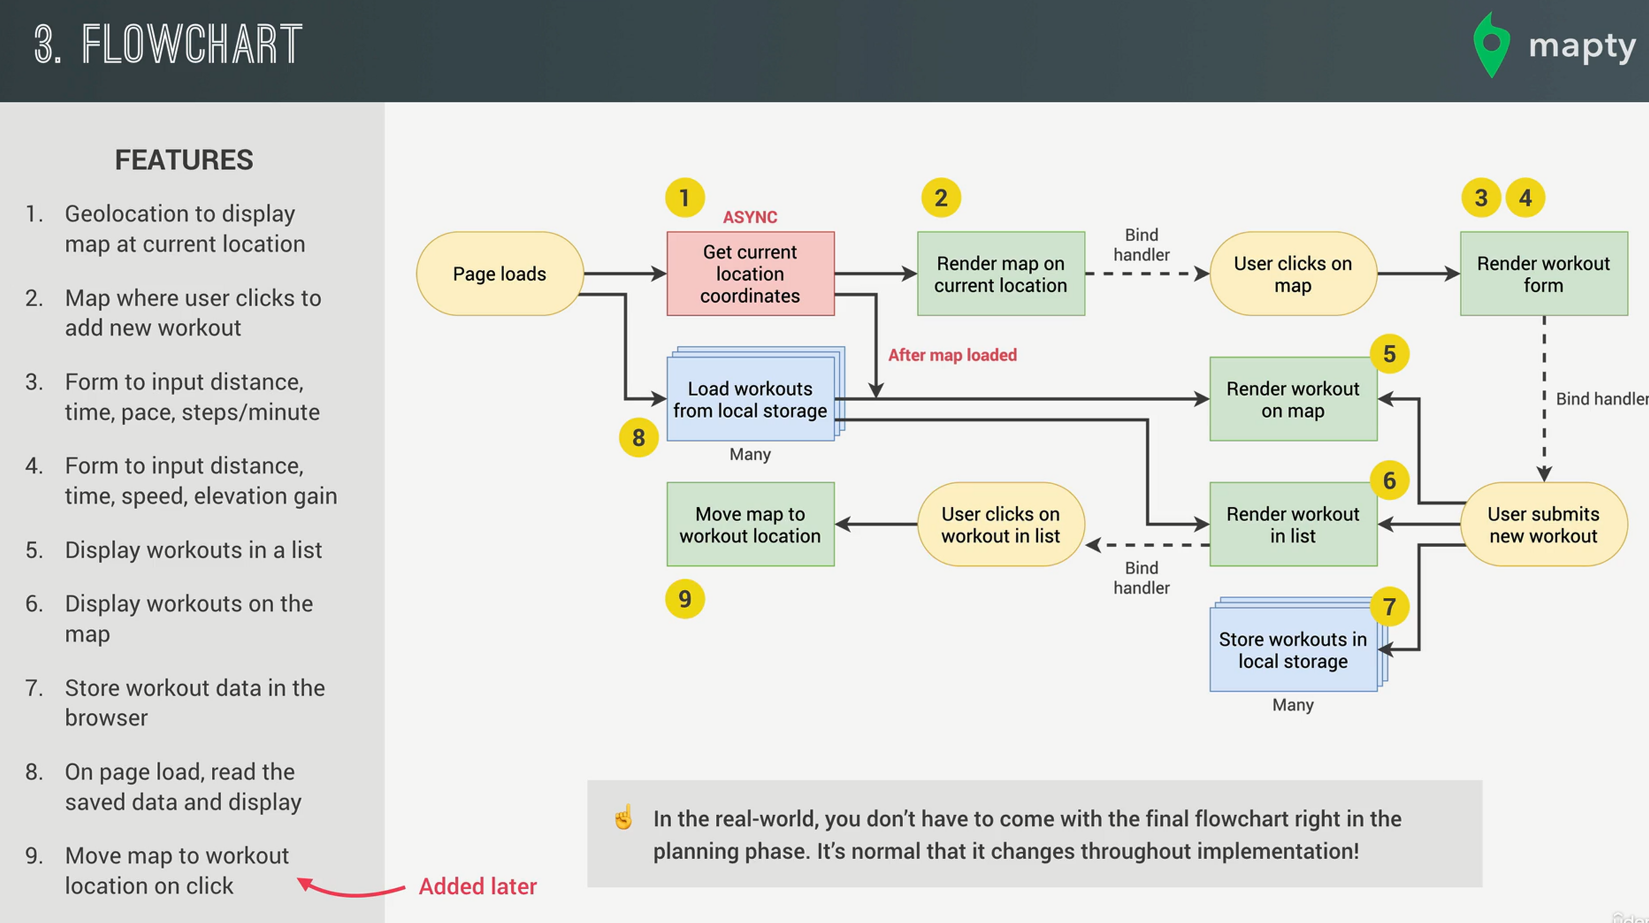 3. FLOWCHART
mapty
FEATURES
1. Geolocation to display
map at current location
2. Map where user clicks to
add new workout
3. Form to input distance,
time, pace, steps/minute
4. Form to input distance,
time, speed, elevation gain
5. Display workouts in a list
6. Display workouts on the
map
7. Store workout data in the
browser
8. On page load, read the
saved data and display
9. Move map to workout
location on click
Added later
Page loads
1
ASYNC
Get current
location
coordinates
2
Render map on
current location
Bind
handler
User clicks on
map
3 4
Render workout
form
After map loaded
Load workouts
from local storage
8
Many
5
Render workout
on map
Bind handler
Move map to
workout location
9
User clicks on
workout in list
Bind
handler
6
Render workout
in list
User submits
new workout
7
Store workouts in
local storage
Many
☝ In the real-world, you don’t have to come with the final flowchart right in the
planning phase. It’s normal that it changes throughout implementation!